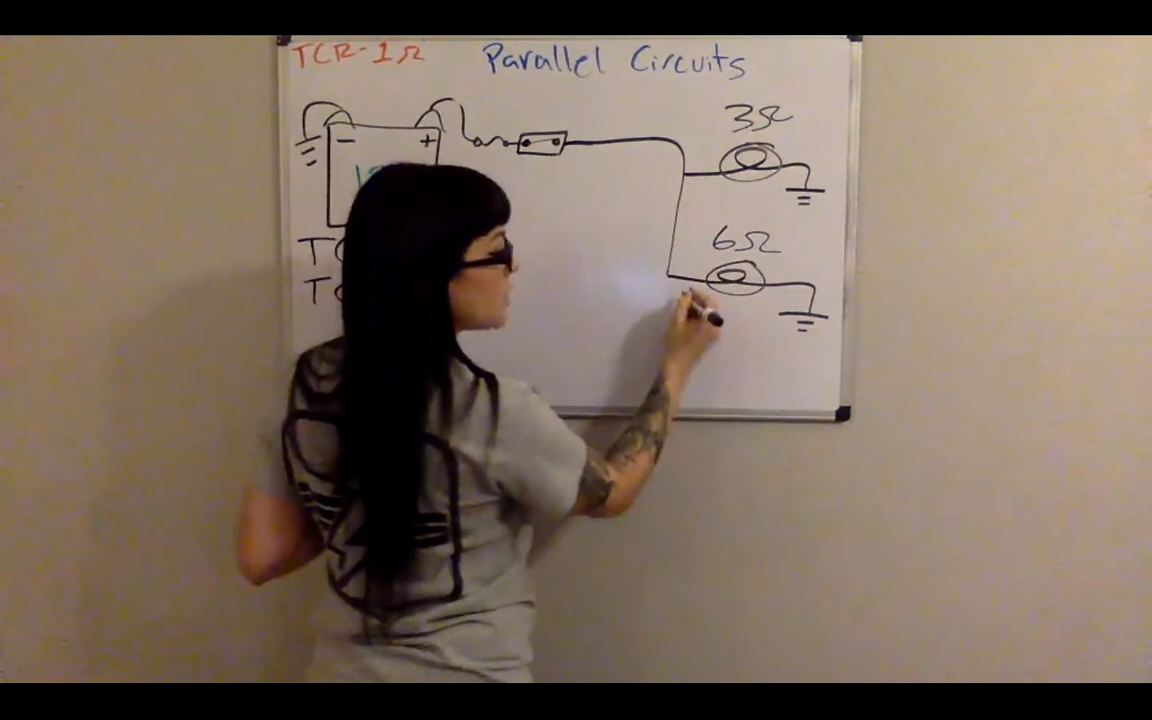 TCR-1Ω Parallel Circuits
3Ω
- +
6Ω